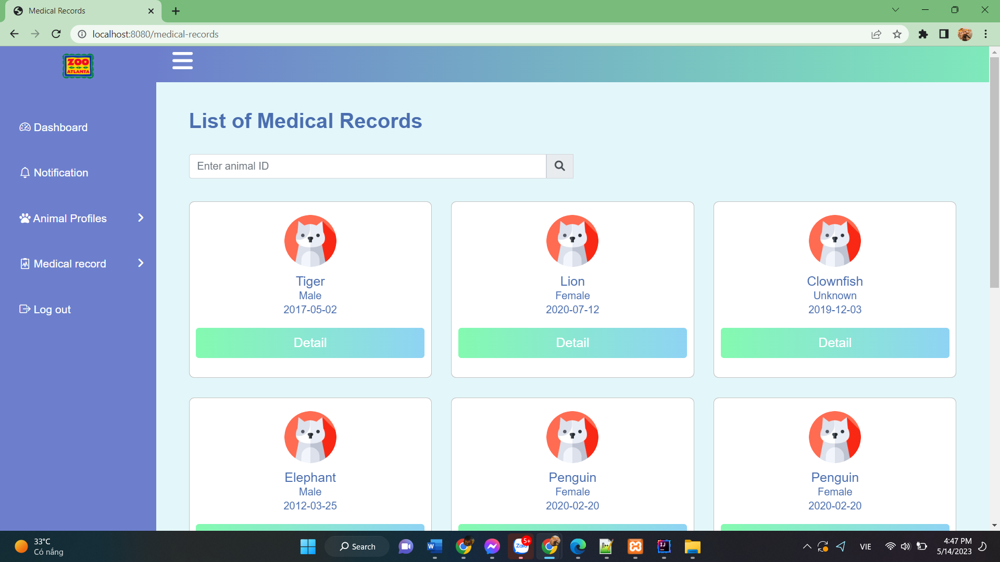 Medical Records
localhost:8080/medical-records
ZOO
ATLANTA
Dashboard
Notification
Animal Profiles
Medical record
Log out
List of Medical Records
Enter animal ID
Tiger
Male
2017-05-02
Detail
Lion
Female
2020-07-12
Detail
Clownfish
Unknown
2019-12-03
Detail
Elephant
Male
2012-03-25
Penguin
Female
2020-02-20
Penguin
Female
2020-02-20
33°C
Có nắng
Search
W
Zalo
5+
IJ
VIE
4:47 PM
5/14/2023